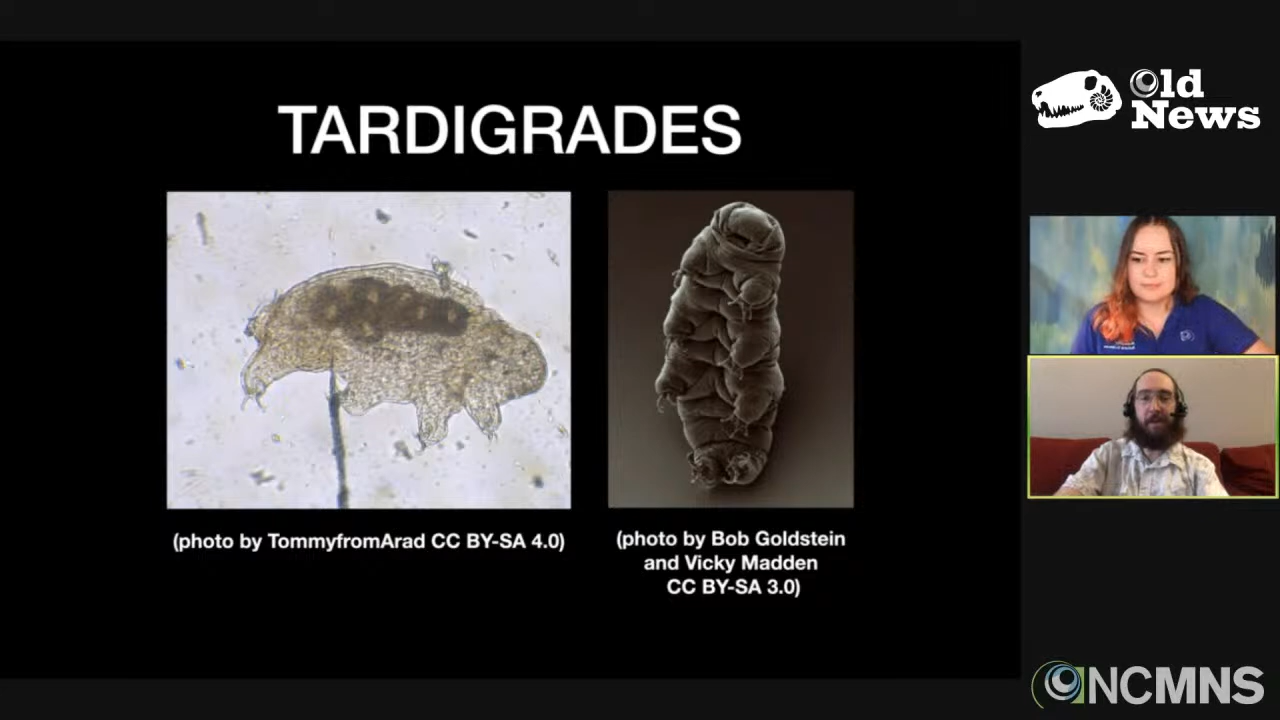 TARDIGRADES
(photo by TommyfromArad CC BY-SA 4.0)
(photo by Bob Goldstein
and Vicky Madden
CC BY-SA 3.0)
Old
News
NCMNS